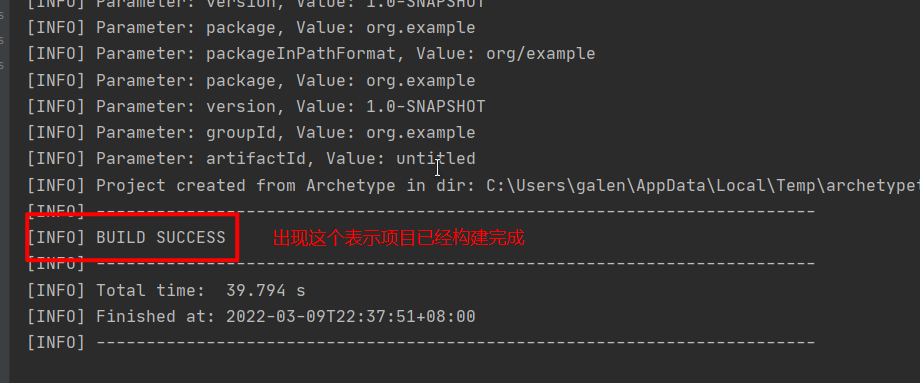 [INFO] Parameter: version, Value: 1.0-SNAPSHOT
[INFO] Parameter: package, Value: org.example
[INFO] Parameter: packageInPathFormat, Value: org/example
[INFO] Parameter: package, Value: org.example
[INFO] Parameter: version, Value: 1.0-SNAPSHOT
[INFO] Parameter: groupId, Value: org.example
[INFO] Parameter: artifactId, Value: untitled
[INFO] Project created from Archetype in dir: C:\Users\galen\AppData\Local\Temp\archetypet
[INFO] ------------------------------------------------------------------------
[INFO] BUILD SUCCESS 出现这个表示项目已经构建完成
[INFO] ------------------------------------------------------------------------
[INFO] Total time:  39.794 s
[INFO] Finished at: 2022-03-09T22:37:51+08:00
[INFO] ------------------------------------------------------------------------